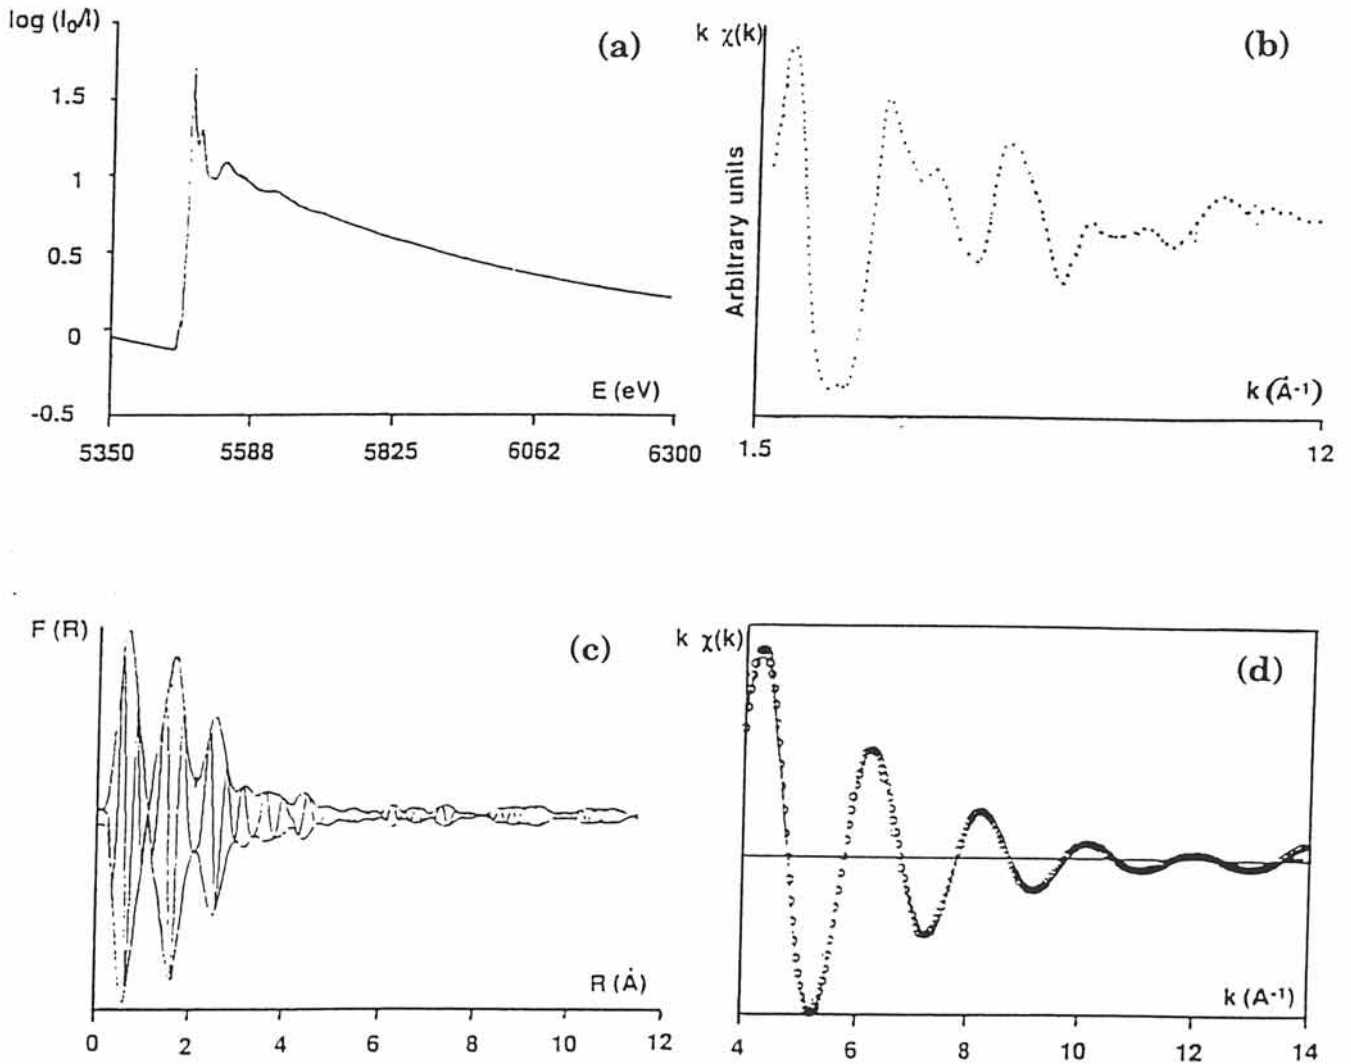 log (I₀/I)
(a)
1.5
1
0.5
0
-0.5
E (eV)
5350 5588 5825 6062 6300
k χ(k)
(b)
Arbitrary units
k (Å⁻¹)
1.5 12
F (R)
(c)
R (Å)
0 2 4 6 8 10 12
k χ(k)
(d)
k (A⁻¹)
4 6 8 10 12 14